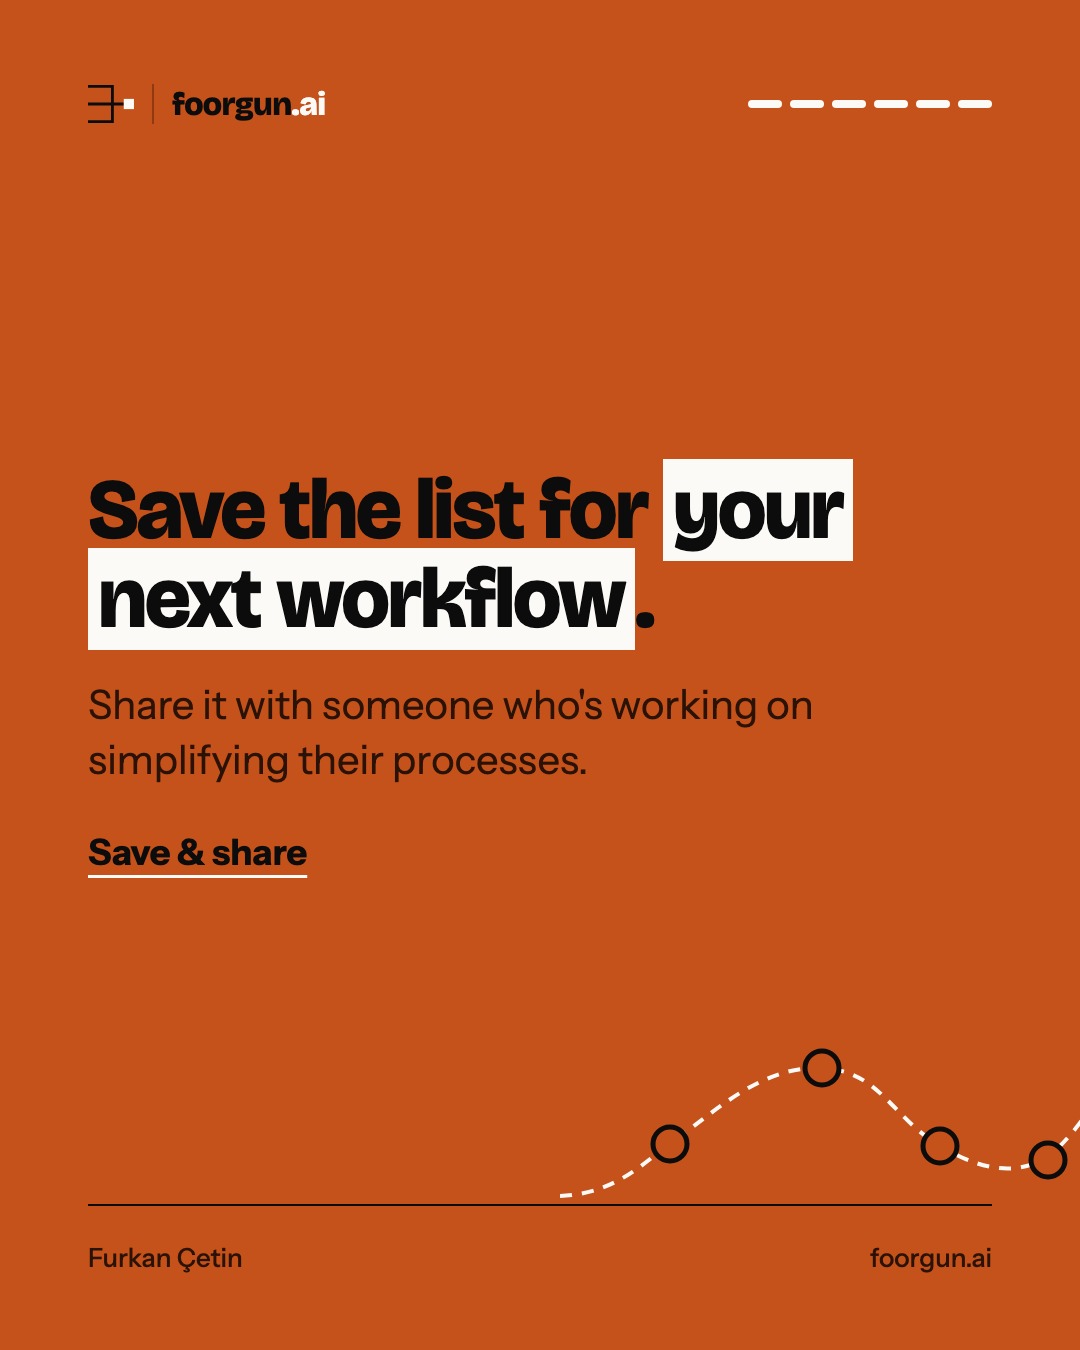 foorgun.ai
Save the list for your
next workflow.
Share it with someone who's working on
simplifying their processes.
Save & share
Furkan Çetin
foorgun.ai